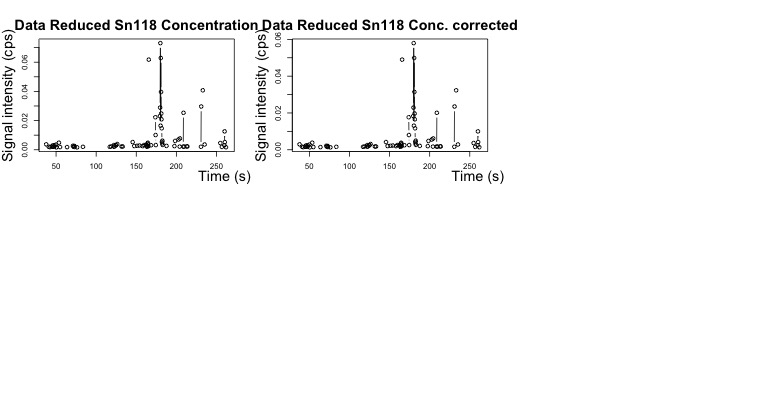 Data Reduced Sn118 Concentration
Signal intensity (cps)
0.00 0.02 0.04 0.06
50 100 150 200 250
Time (s)
Data Reduced Sn118 Conc. corrected
Signal intensity (cps)
0.00 0.02 0.04 0.06
50 100 150 200 250
Time (s)